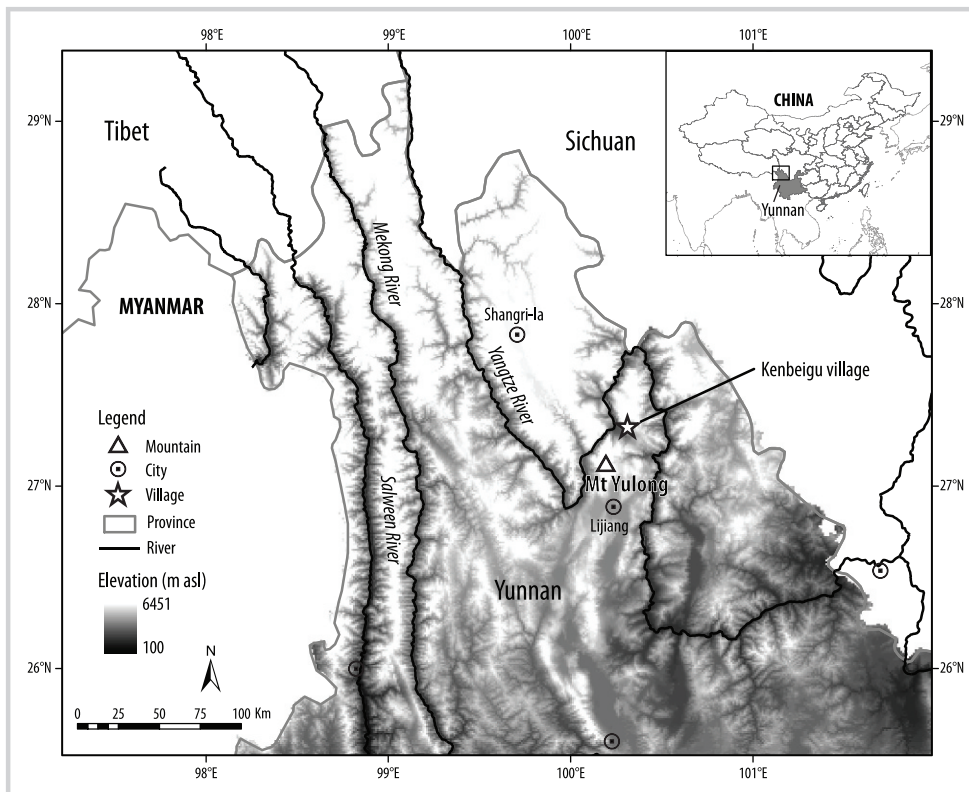 98°E 99°E 100°E 101°E
29°N 29°N
28°N 28°N
27°N 27°N
26°N 26°N
98°E 99°E 100°E 101°E
Tibet
Sichuan
CHINA
Yunnan
MYANMAR
Mekong River
Shangri-la
Yangtze River
Kenbeigu village
Mt Yulong
Lijiang
Salween River
Yunnan
Legend
Mountain
City
Village
Province
River
Elevation (m asl)
6451
100
N
0 25 50 75 100 Km